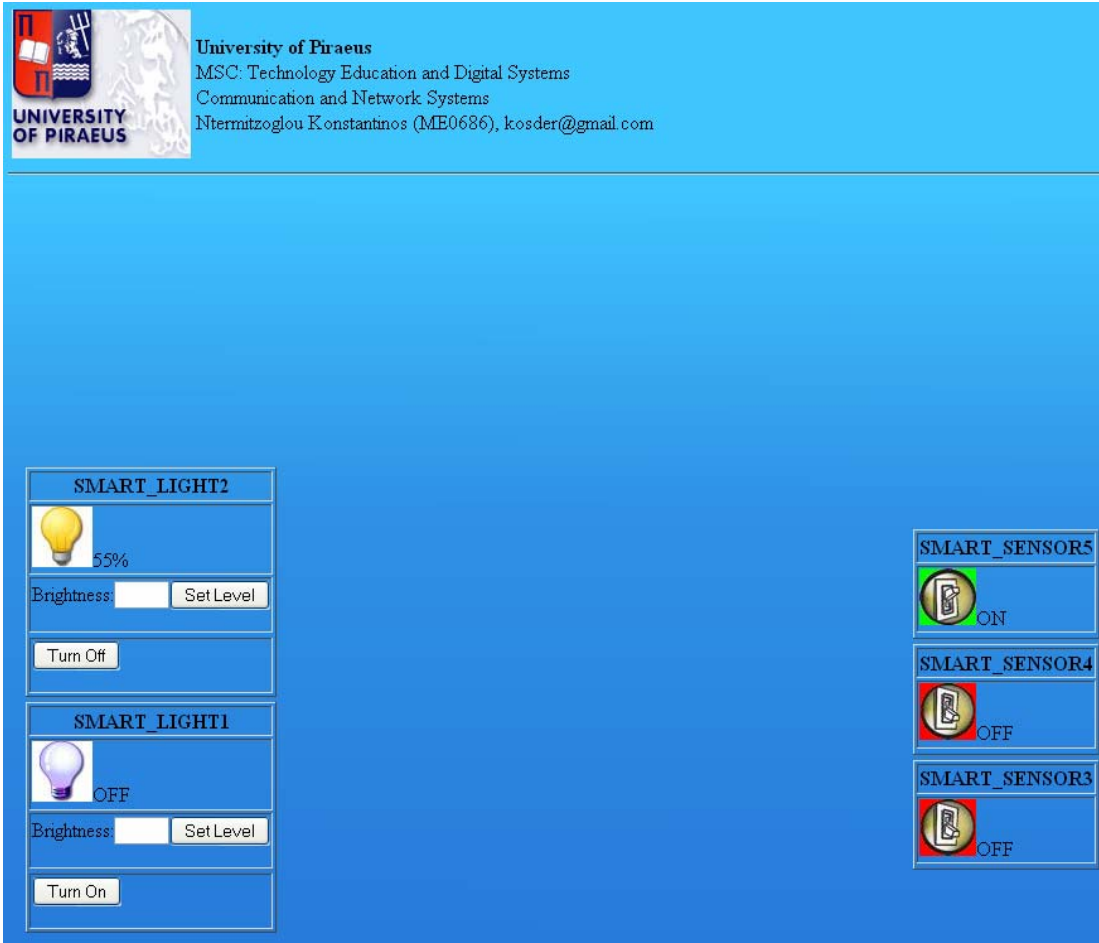 Π
Π
UNIVERSITY
OF PIRAEUS
University of Piraeus
MSC: Technology Education and Digital Systems
Communication and Network Systems
Ntermitzoglou Konstantinos (ME0686), kosder@gmail.com
SMART_LIGHT2
55%
Brightness: Set Level
Turn Off
SMART_LIGHT1
OFF
Brightness: Set Level
Turn On
SMART_SENSOR5
ON
SMART_SENSOR4
OFF
SMART_SENSOR3
OFF